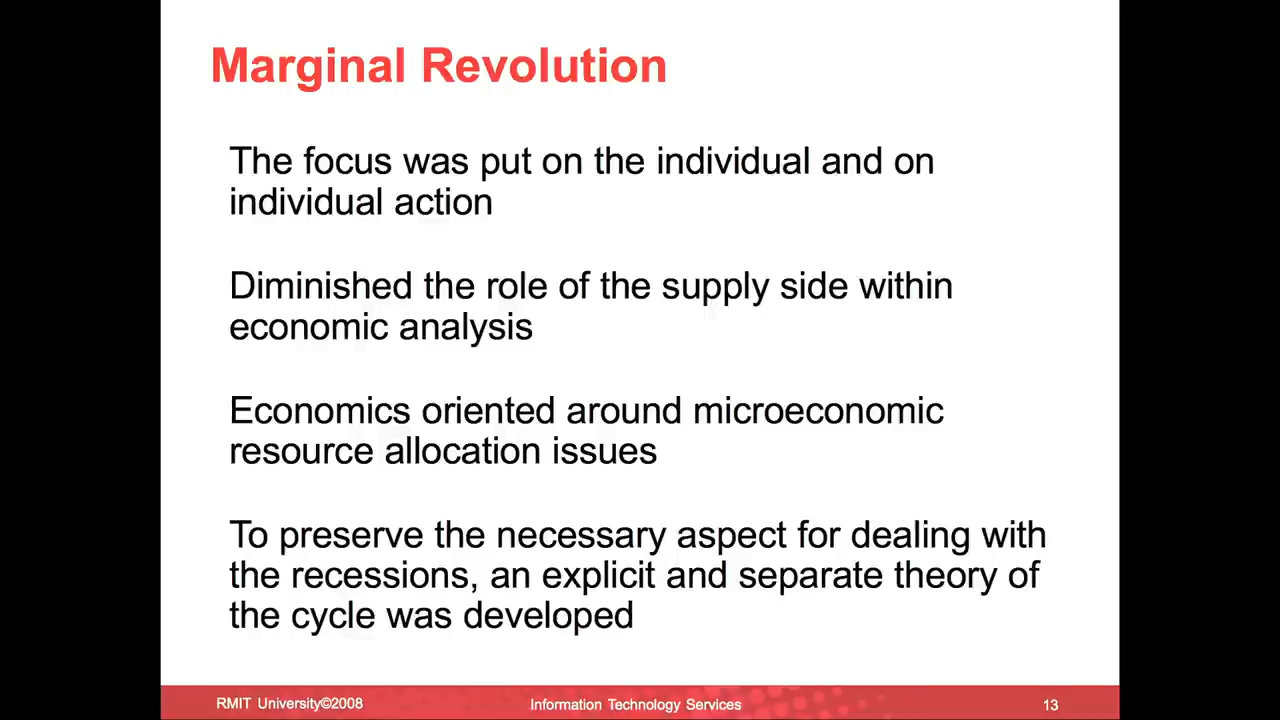 Marginal Revolution
The focus was put on the individual and on
individual action
Diminished the role of the supply side within
economic analysis
Economics oriented around microeconomic
resource allocation issues
To preserve the necessary aspect for dealing with
the recessions, an explicit and separate theory of
the cycle was developed
RMIT University©2008
Information Technology Services
13